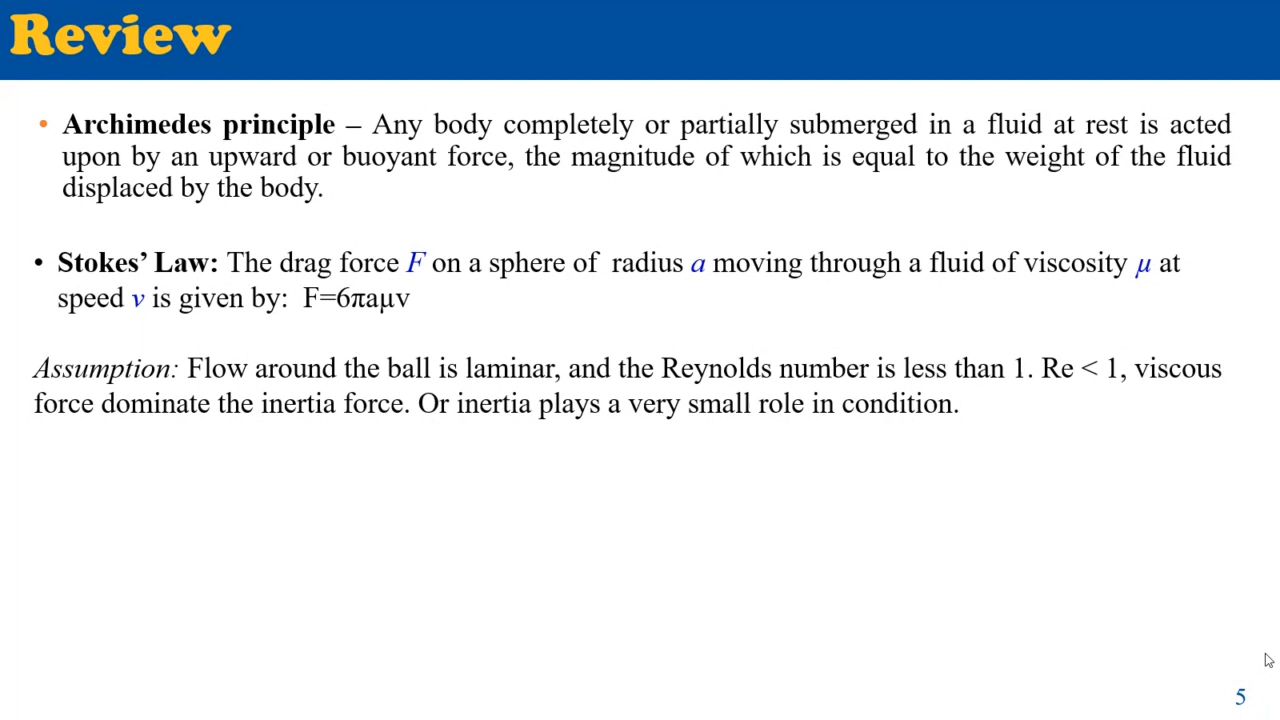 Review
• Archimedes principle – Any body completely or partially submerged in a fluid at rest is acted
upon by an upward or buoyant force, the magnitude of which is equal to the weight of the fluid
displaced by the body.
• Stokes’ Law: The drag force F on a sphere of radius a moving through a fluid of viscosity µ at
speed v is given by: F=6πaµv
Assumption: Flow around the ball is laminar, and the Reynolds number is less than 1. Re < 1, viscous
force dominate the inertia force. Or inertia plays a very small role in condition.
5